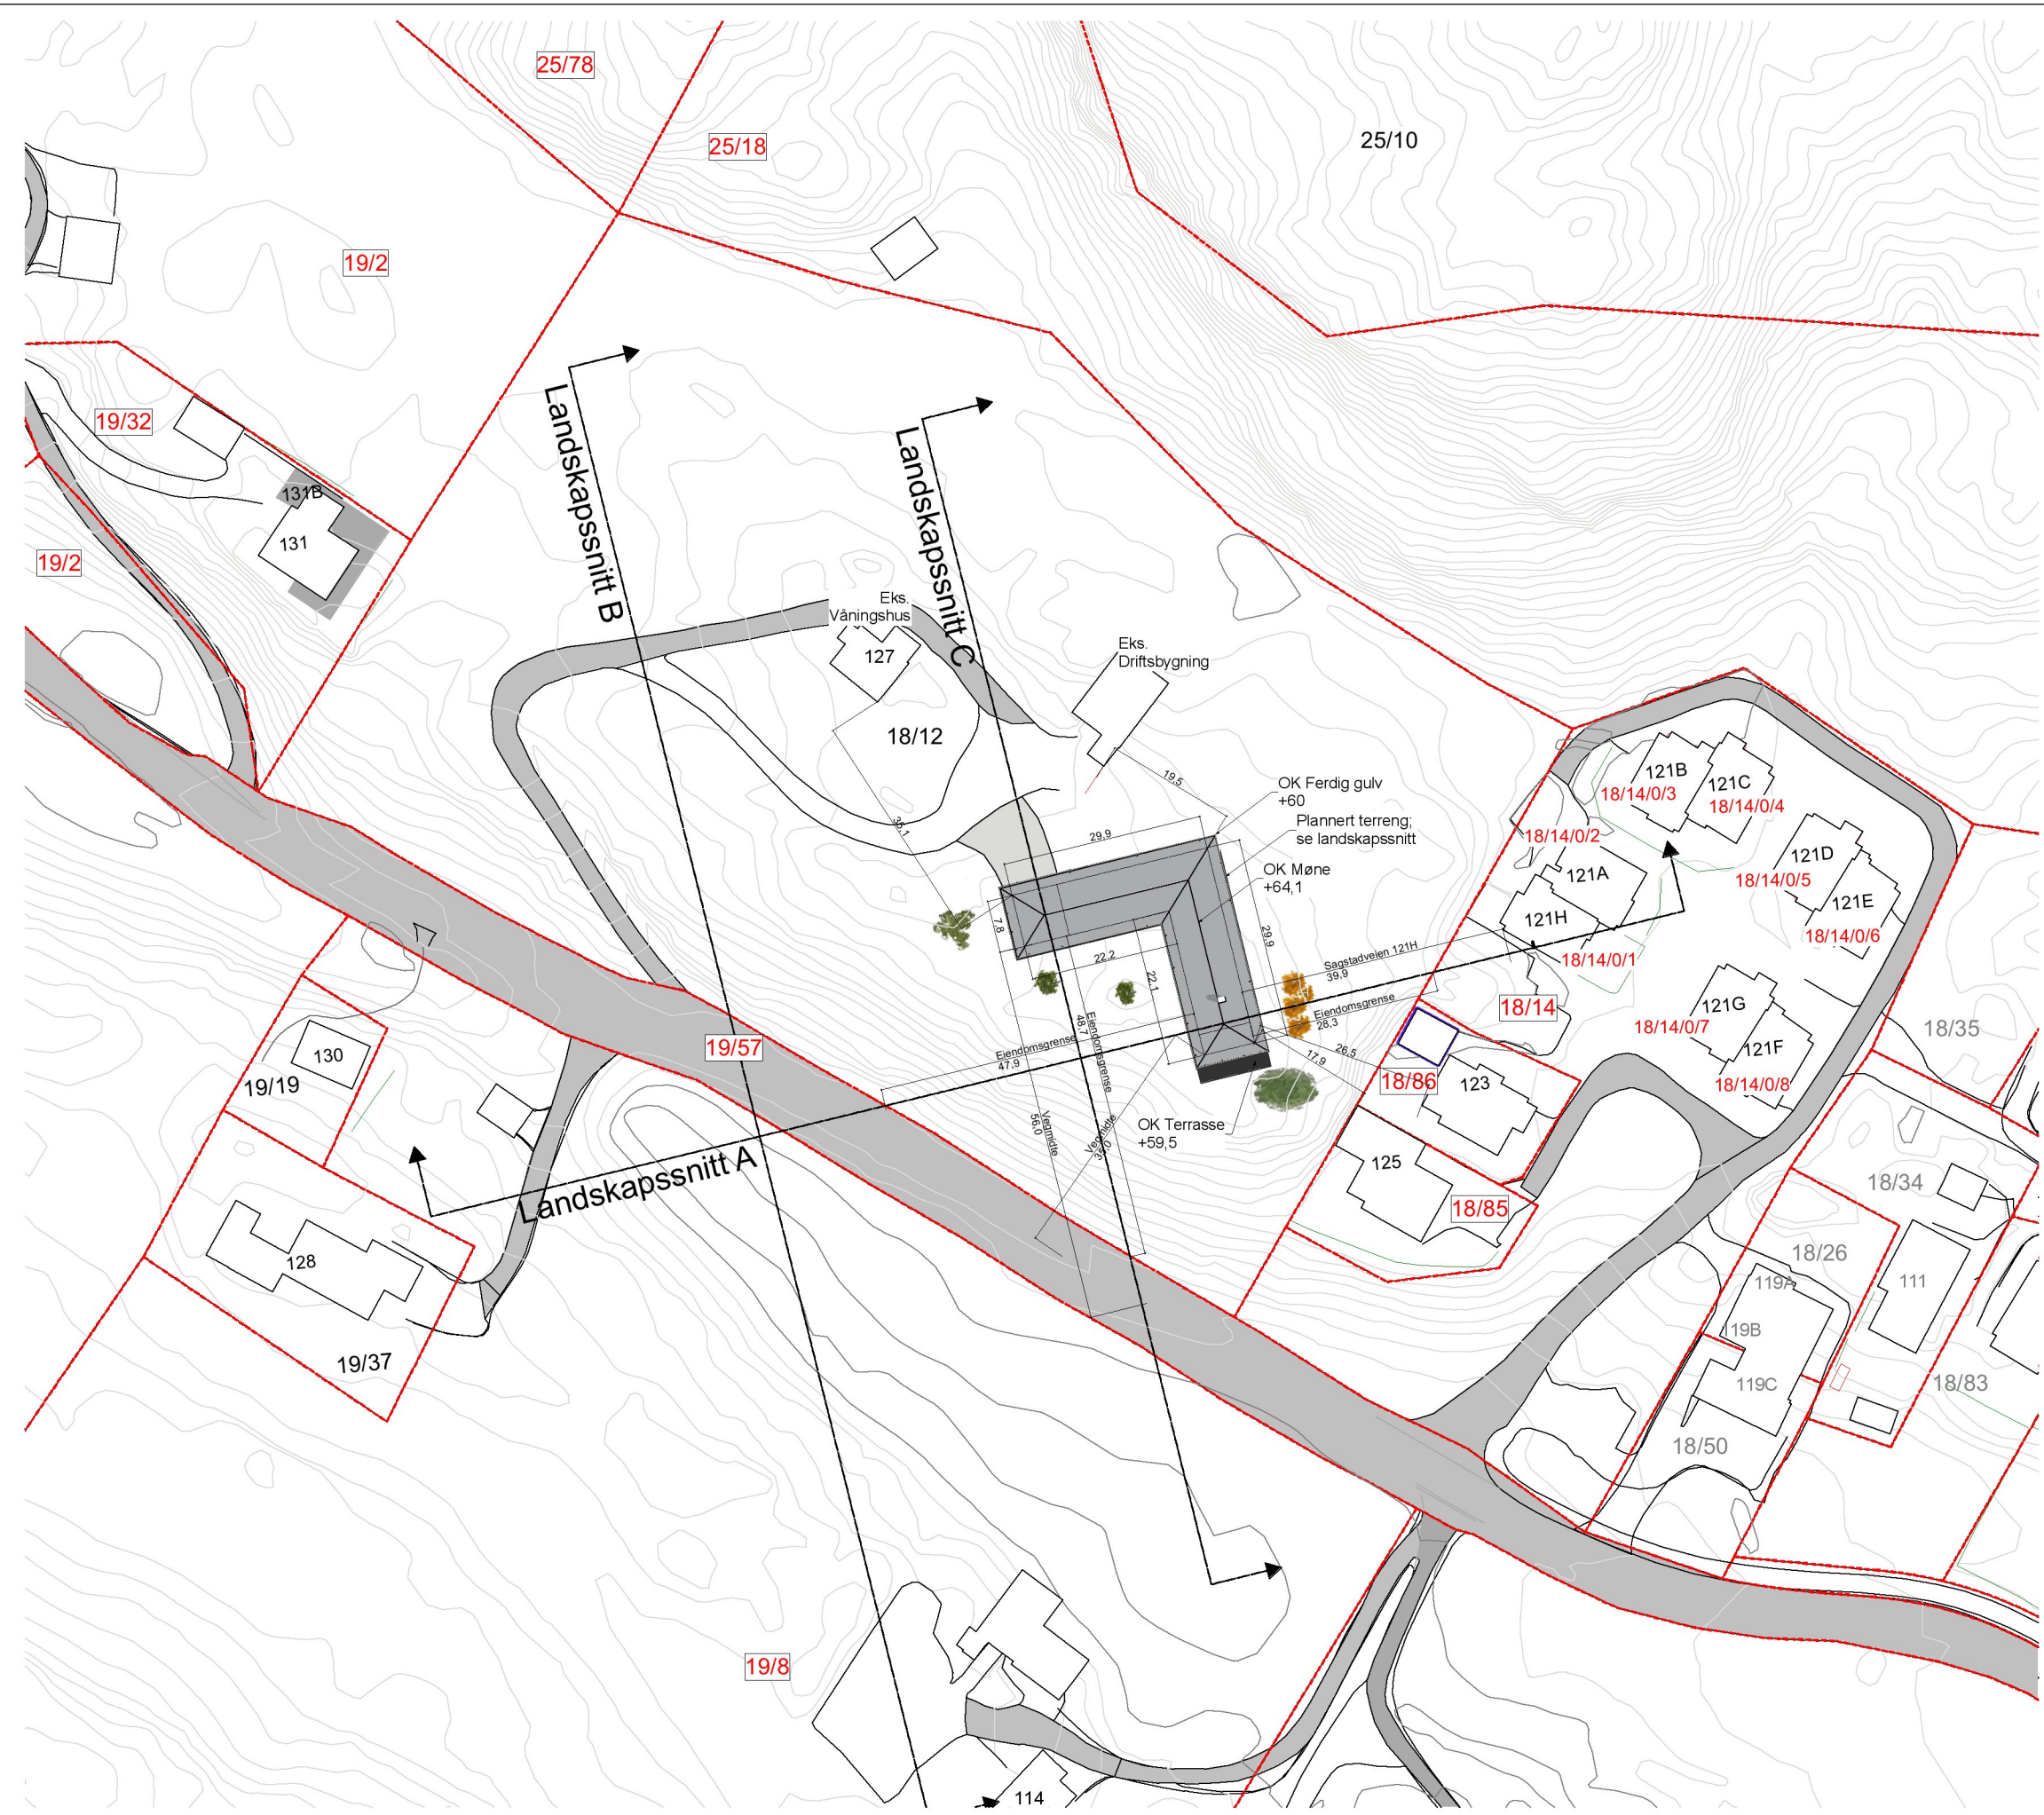 25/78
25/18
25/10
19/2
19/32
131B
131
19/2
Landskapssnitt B
Landskapssnitt C
Eks.
Våningshus
127
Eks.
Driftsbygning
18/12
19,5
35,1
OK Ferdig gulv
+60
Plannert terreng;
se landskapssnitt
OK Møne
+64,1
29,9
29,9
7,8
22,2
22,1
121B
18/14/0/3
121C
18/14/0/4
18/14/0/2
121A
121H
18/14/0/1
121D
18/14/0/5
121E
18/14/0/6
121G
18/14/0/7
121F
18/14/0/8
Sagstadveien 121H
39,9
Eiendomsgrense
28,3
18/14
18/35
Eiendomsgrense
47,9
Eiendomsgrense
48,7
26,5
17,9
19/57
130
19/19
18/86
123
Vegmidte
56,0
Vegmidte
OK Terrasse
+59,5
125
18/85
Landskapssnitt A
18/34
18/26
128
119A
111
119B
19/37
119C
18/83
18/50
19/8
114